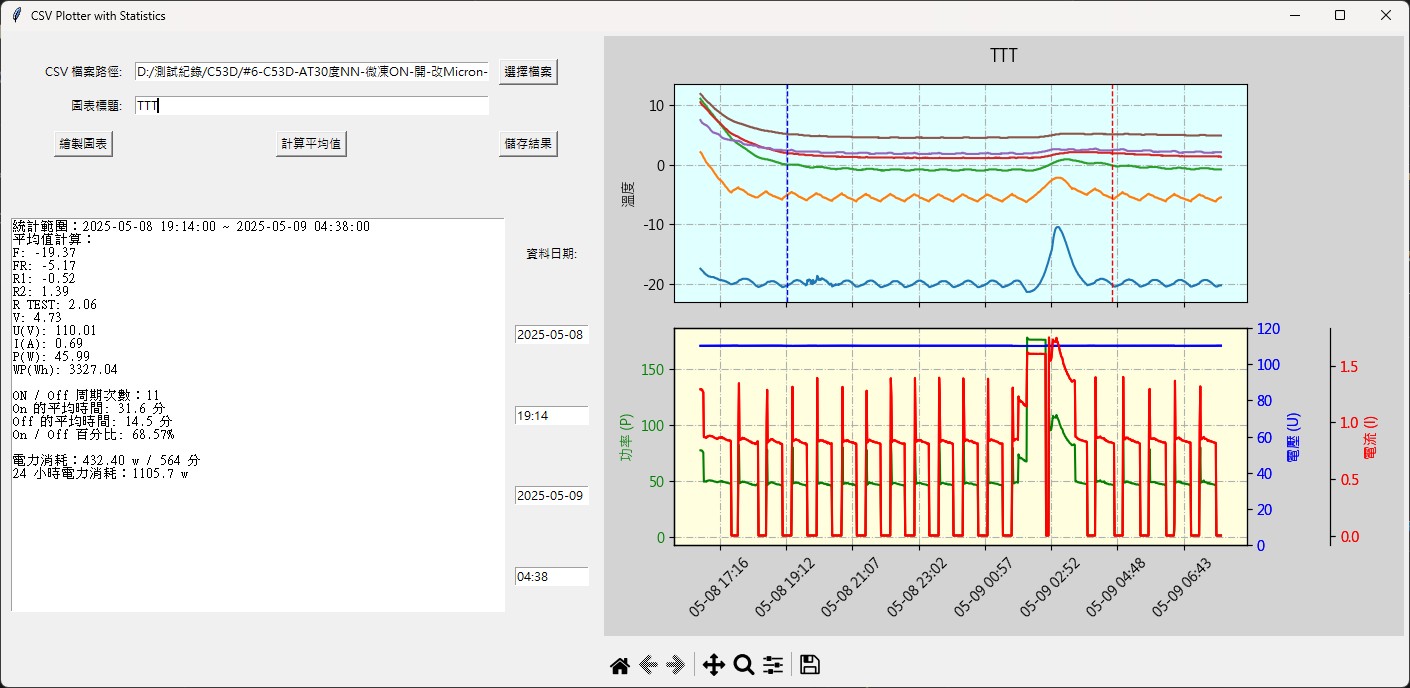 CSV Plotter with Statistics
CSV 檔案路徑:
D:/測試紀錄/C53D/#6-C53D-AT30度NN-微凍ON-開-改Micron-
選擇檔案
圖表標題:
TTT
繪製圖表
計算平均值
儲存結果
統計範圍：2025-05-08 19:14:00 ~ 2025-05-09 04:38:00
平均值計算：
F: -19.37
FR: -5.17
R1: -0.52
R2: 1.39
R TEST: 2.06
V: 4.73
U(V): 110.01
I(A): 0.69
P(W): 45.99
WP(Wh): 3327.04
ON / Off 周期次數：11
On 的平均時間: 31.6 分
Off 的平均時間: 14.5 分
On / Off 百分比: 68.57%
電力消耗：432.40 w / 564 分
24 小時電力消耗：1105.7 w
資料日期:
2025-05-08
19:14
2025-05-09
04:38
TTT
溫度
10
0
-10
-20
功率 (P)
150
100
50
0
120
100
80
60
40
20
0
電壓 (U)
1.5
1.0
0.5
0.0
電流 (I)
05-08 17:16
05-08 19:12
05-08 21:07
05-08 23:02
05-09 00:57
05-09 02:52
05-09 04:48
05-09 06:43